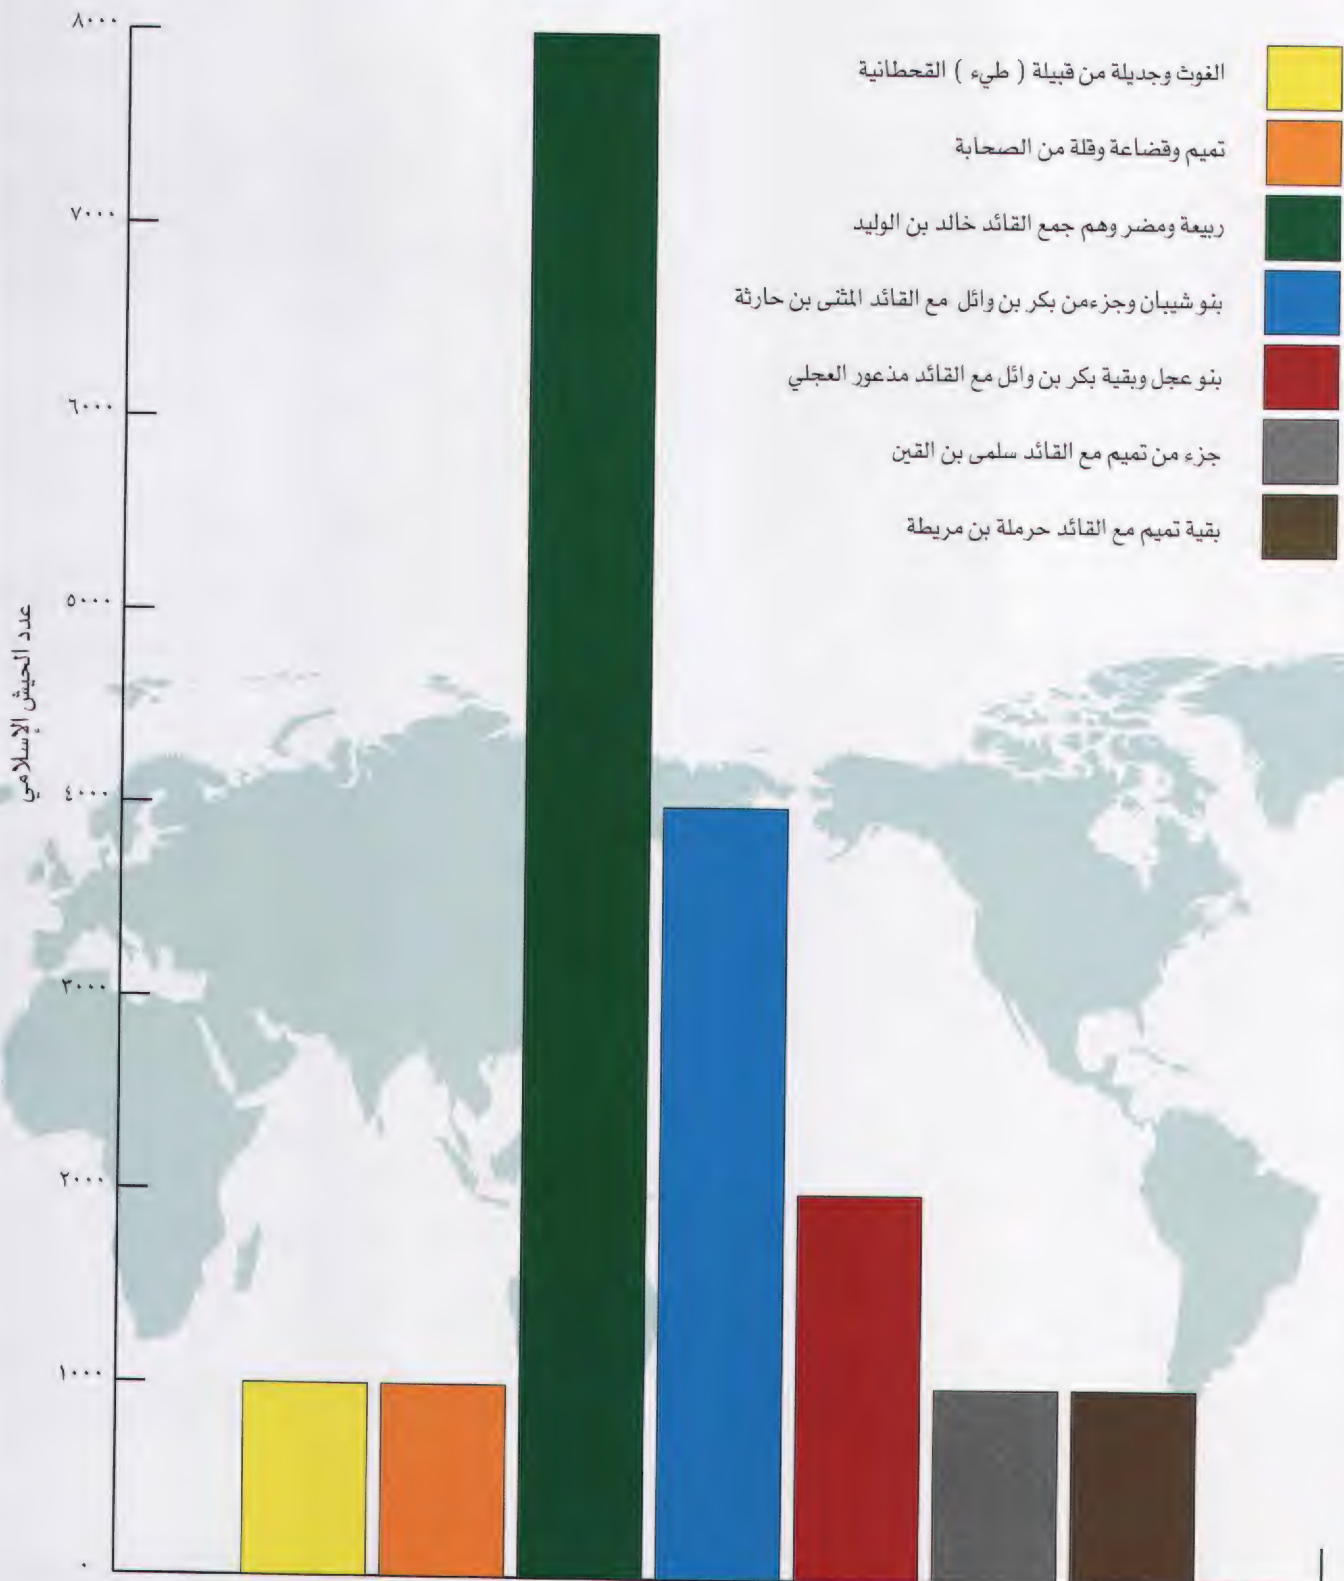 الغوث وجديلة من قبيلة ( طيء ) القحطانية
تميم وقضاعة وقلة من الصحابة
ربيعة ومضر وهم جمع القائد خالد بن الوليد
بنو شيبان وجزءمن بكر بن وائل مع القائد المثنى بن حارثة
بنو عجل وبقية بكر بن وائل مع القائد مذعور العجلي
جزء من تميم مع القائد سلمى بن القين
بقية تميم مع القائد حرملة بن مريطة
عدد الجيش الإسلامي
٨٠٠٠
٧٠٠٠
٦٠٠٠
٥٠٠٠
٤٠٠٠
٣٠٠٠
٢٠٠٠
١٠٠٠
٠